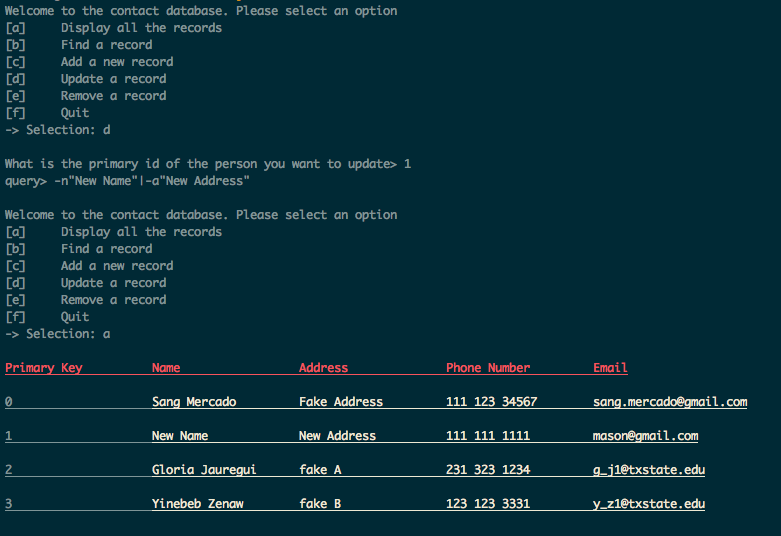 Welcome to the contact database. Please select an option
[a] Display all the records
[b] Find a record
[c] Add a new record
[d] Update a record
[e] Remove a record
[f] Quit
-> Selection: d
What is the primary id of the person you want to update> 1
query> -n"New Name"|-a"New Address"
Welcome to the contact database. Please select an option
[a] Display all the records
[b] Find a record
[c] Add a new record
[d] Update a record
[e] Remove a record
[f] Quit
-> Selection: a
Primary Key Name Address Phone Number Email
0 Sang Mercado Fake Address 111 123 34567 sang.mercado@gmail.com
1 New Name New Address 111 111 1111 mason@gmail.com
2 Gloria Jauregui fake A 231 323 1234 g_j1@txstate.edu
3 Yinebeb Zenaw fake B 123 123 3331 y_z1@txstate.edu